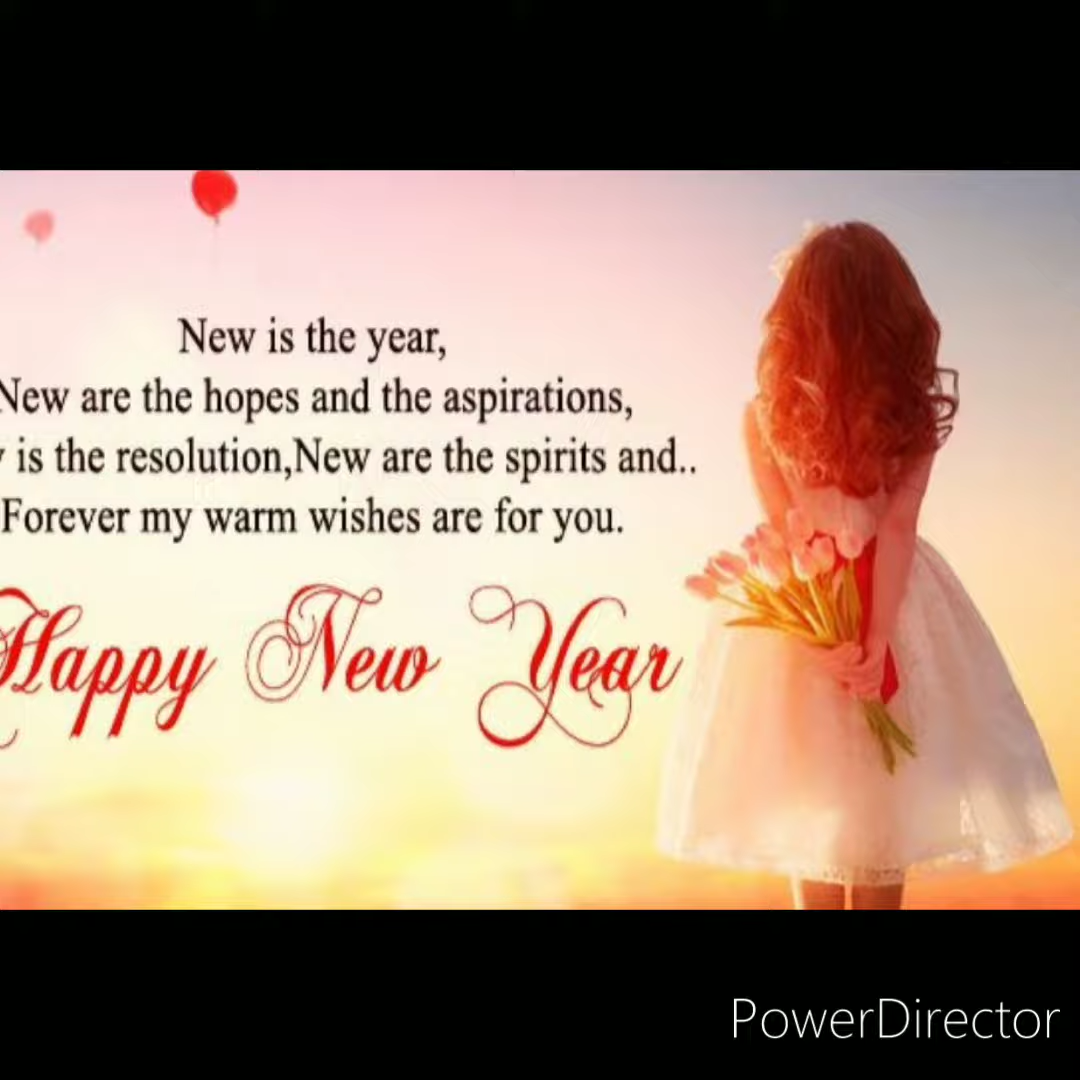 New is the year,
New are the hopes and the aspirations,
is the resolution,New are the spirits and..
Forever my warm wishes are for you.
Happy New Year
PowerDirector